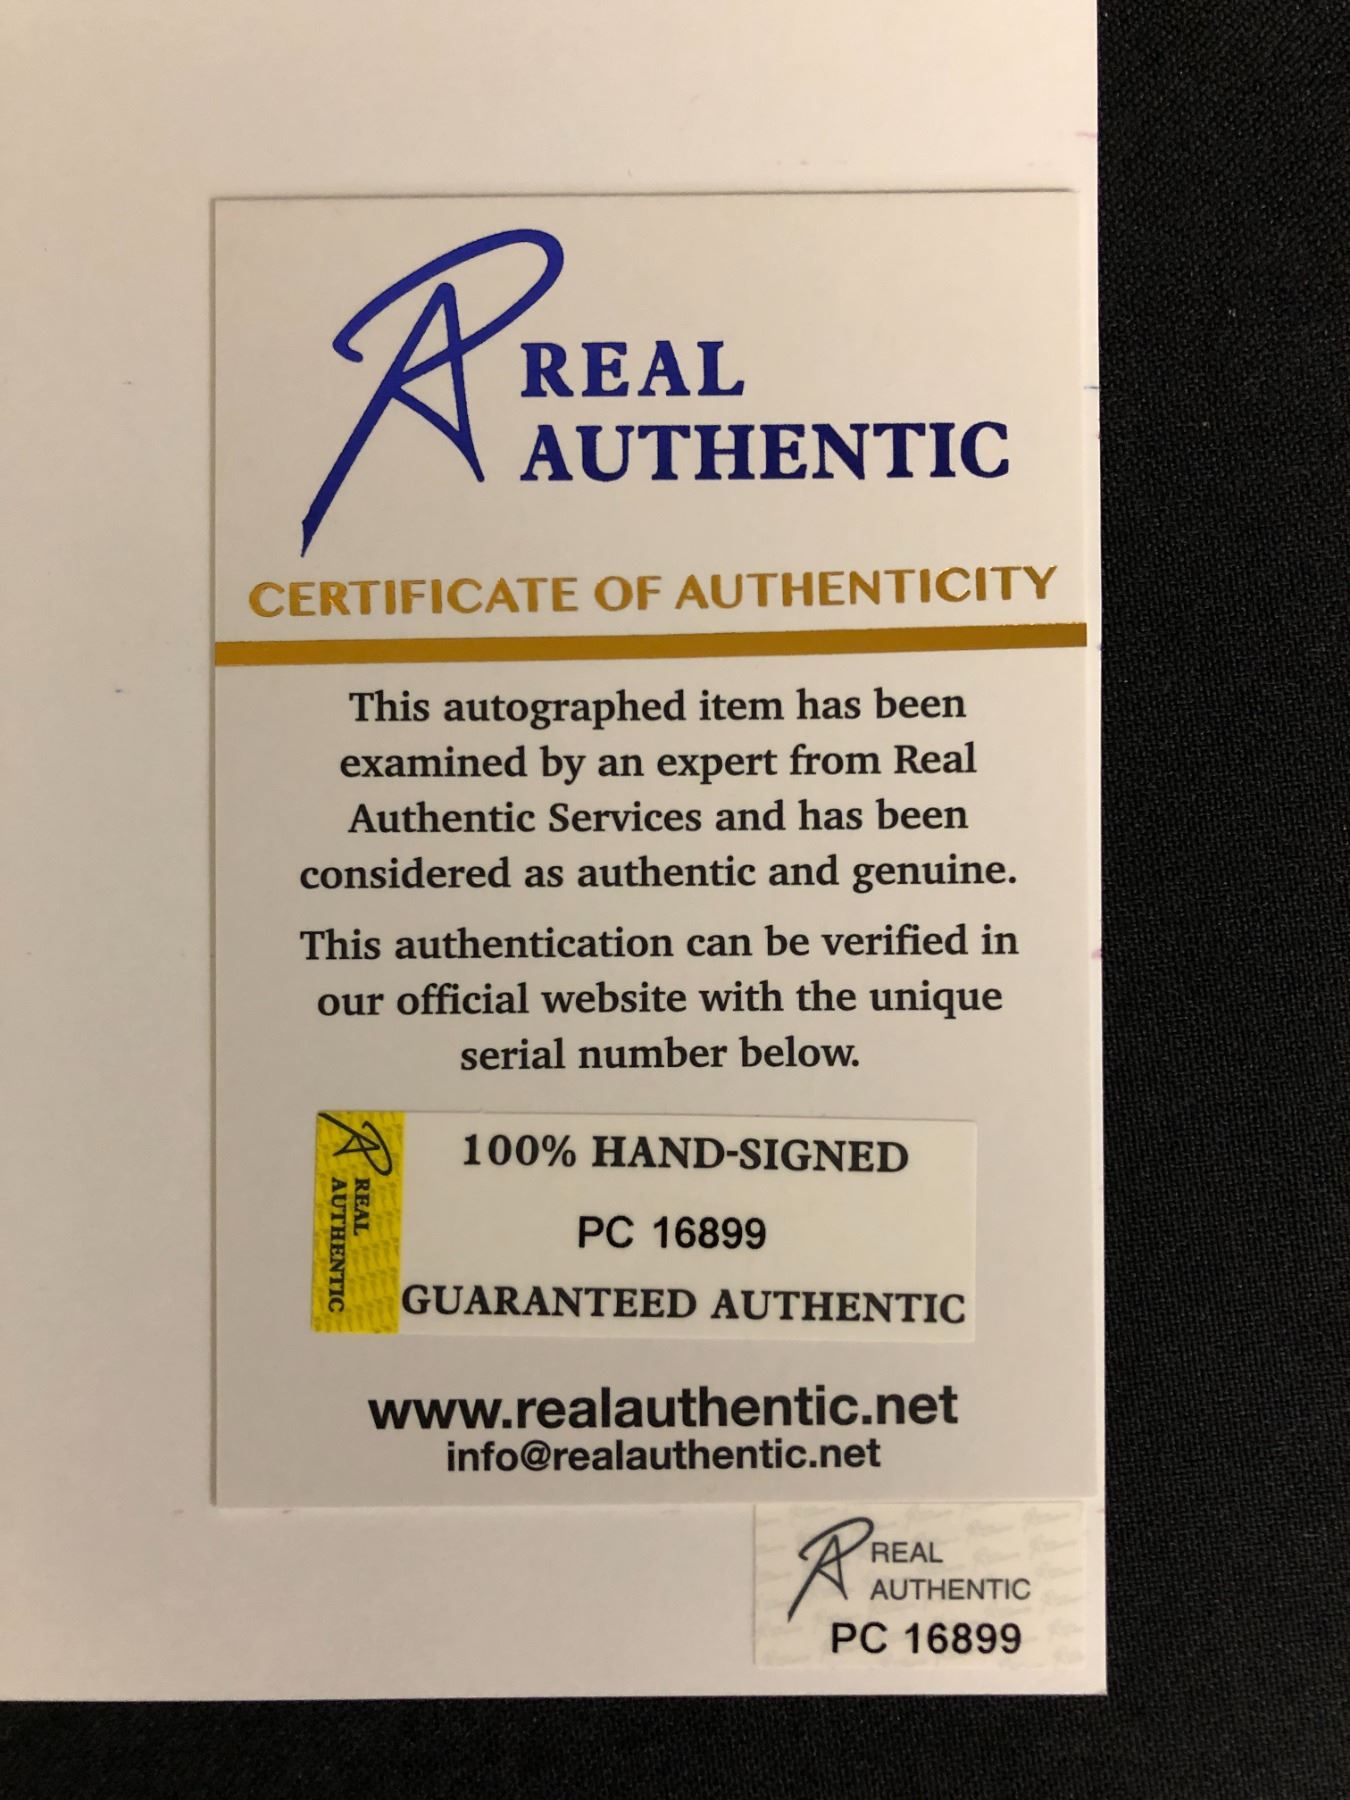 REAL
AUTHENTIC
CERTIFICATE OF AUTHENTICITY
This autographed item has been
examined by an expert from Real
Authentic Services and has been
considered as authentic and genuine.
This authentication can be verified in
our official website with the unique
serial number below.
REAL
AUTHENTIC
100% HAND-SIGNED
PC 16899
GUARANTEED AUTHENTIC
www.realauthentic.net
info@realauthentic.net
REAL
AUTHENTIC
PC 16899